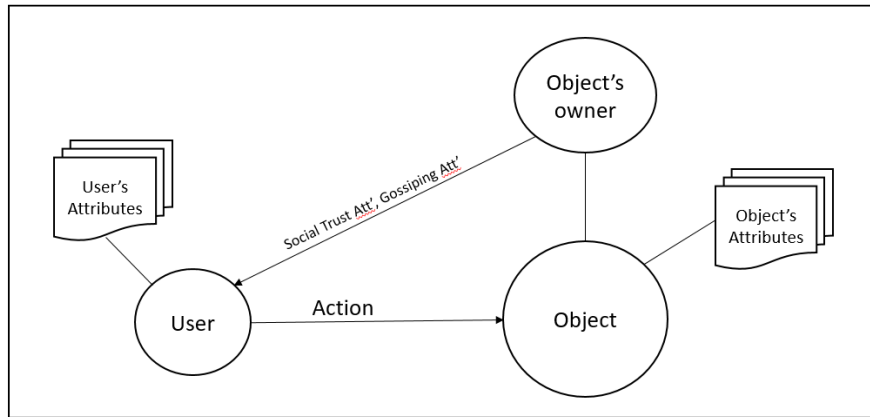 Object’s
owner
User’s
Attributes
Social Trust Att’, Gossiping Att’
Object’s
Attributes
Action
User
Object